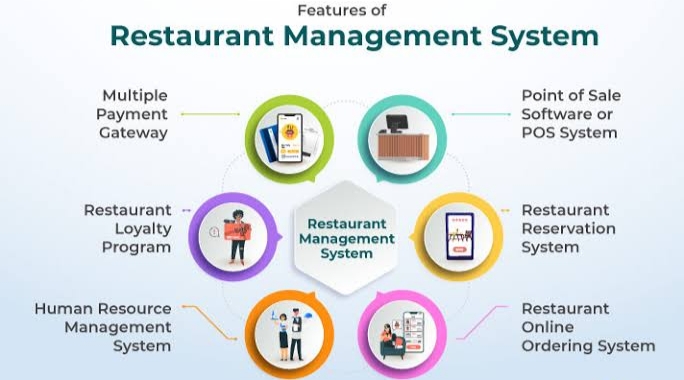 Features of
Restaurant Management System
Multiple
Payment
Gateway
Point of Sale
Software or
POS System
Restaurant
Loyalty
Program
Restaurant
Management
System
Restaurant
Reservation
System
Human Resource
Management
System
Restaurant
Online
Ordering System